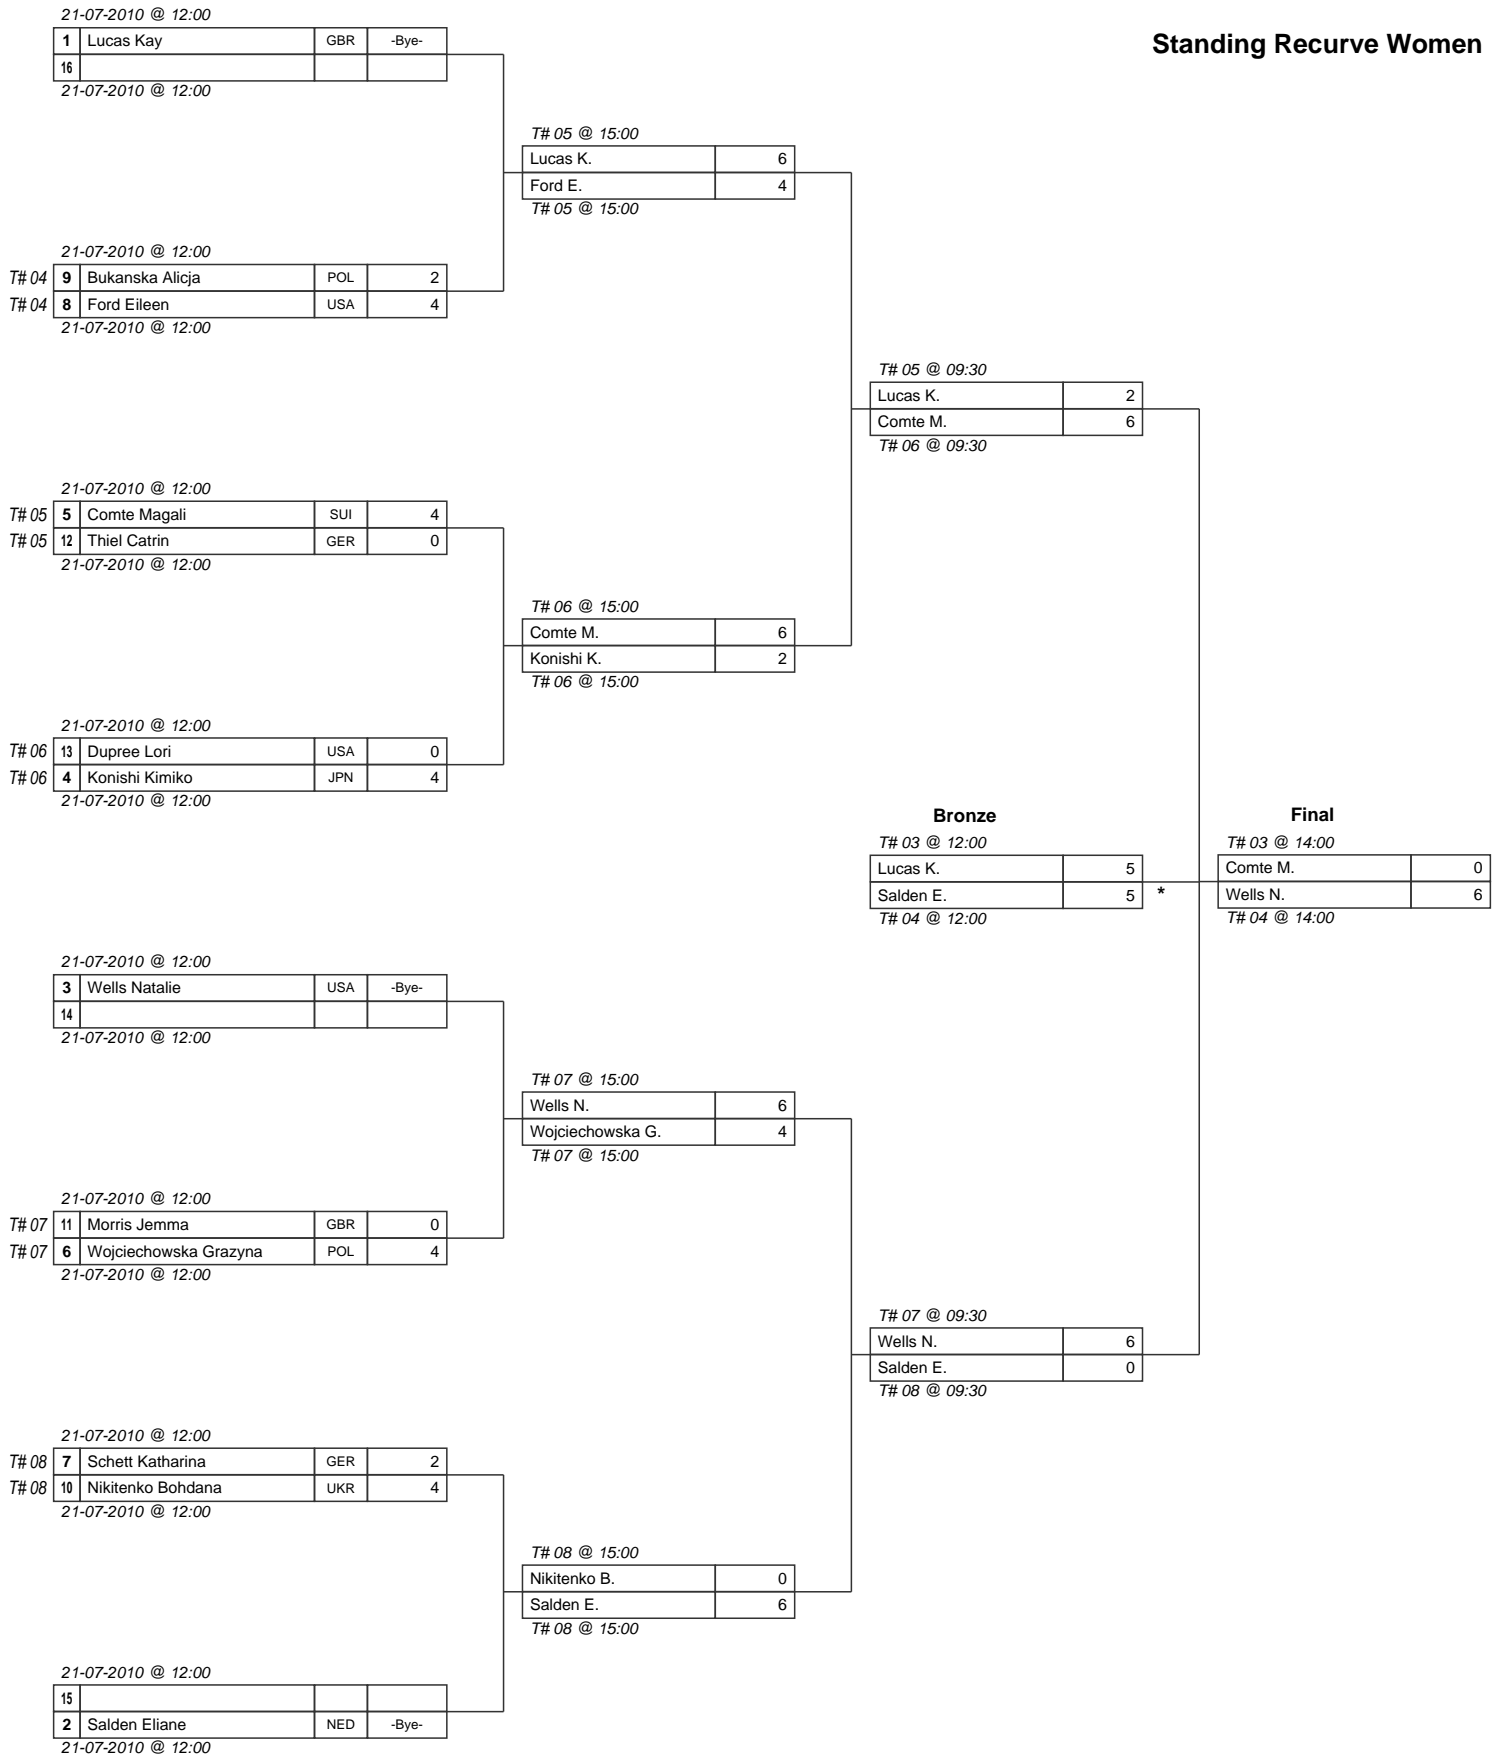 Standing Recurve Women
21-07-2010 @ 12:00
1 Lucas Kay GBR -Bye-
16
21-07-2010 @ 12:00
T# 05 @ 15:00
Lucas K. 6
Ford E. 4
T# 05 @ 15:00
21-07-2010 @ 12:00
T# 04 9 Bukanska Alicja POL 2
T# 04 8 Ford Eileen USA 4
21-07-2010 @ 12:00
T# 05 @ 09:30
Lucas K. 2
Comte M. 6
T# 06 @ 09:30
21-07-2010 @ 12:00
T# 05 5 Comte Magali SUI 4
T# 05 12 Thiel Catrin GER 0
21-07-2010 @ 12:00
T# 06 @ 15:00
Comte M. 6
Konishi K. 2
T# 06 @ 15:00
21-07-2010 @ 12:00
T# 06 13 Dupree Lori USA 0
T# 06 4 Konishi Kimiko JPN 4
21-07-2010 @ 12:00
Bronze
T# 03 @ 12:00
Lucas K. 5
Salden E. 5 *
T# 04 @ 12:00
Final
T# 03 @ 14:00
Comte M. 0
Wells N. 6
T# 04 @ 14:00
21-07-2010 @ 12:00
3 Wells Natalie USA -Bye-
14
21-07-2010 @ 12:00
T# 07 @ 15:00
Wells N. 6
Wojciechowska G. 4
T# 07 @ 15:00
21-07-2010 @ 12:00
T# 07 11 Morris Jemma GBR 0
T# 07 6 Wojciechowska Grazyna POL 4
21-07-2010 @ 12:00
T# 07 @ 09:30
Wells N. 6
Salden E. 0
T# 08 @ 09:30
21-07-2010 @ 12:00
T# 08 7 Schett Katharina GER 2
T# 08 10 Nikitenko Bohdana UKR 4
21-07-2010 @ 12:00
T# 08 @ 15:00
Nikitenko B. 0
Salden E. 6
T# 08 @ 15:00
21-07-2010 @ 12:00
15
2 Salden Eliane NED -Bye-
21-07-2010 @ 12:00